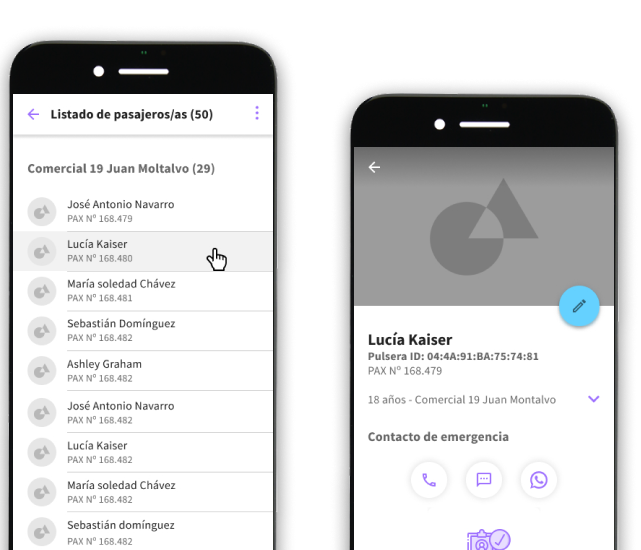 Listado de pasajeros/as (50)
Comercial 19 Juan Moltalvo (29)
José Antonio Navarro
PAX Nº 168.479
Lucía Kaiser
PAX Nº 168.480
María soledad Chávez
PAX Nº 168.481
Sebastián Domínguez
PAX Nº 168.482
Ashley Graham
PAX Nº 168.482
José Antonio Navarro
PAX Nº 168.482
Lucía Kaiser
PAX Nº 168.482
María soledad Chávez
PAX Nº 168.482
Sebastián domínguez
PAX Nº 168.482
Lucía Kaiser
Pulsera ID: 04:4A:91:BA:75:74:81
PAX Nº 168.479
18 años - Comercial 19 Juan Montalvo
Contacto de emergencia